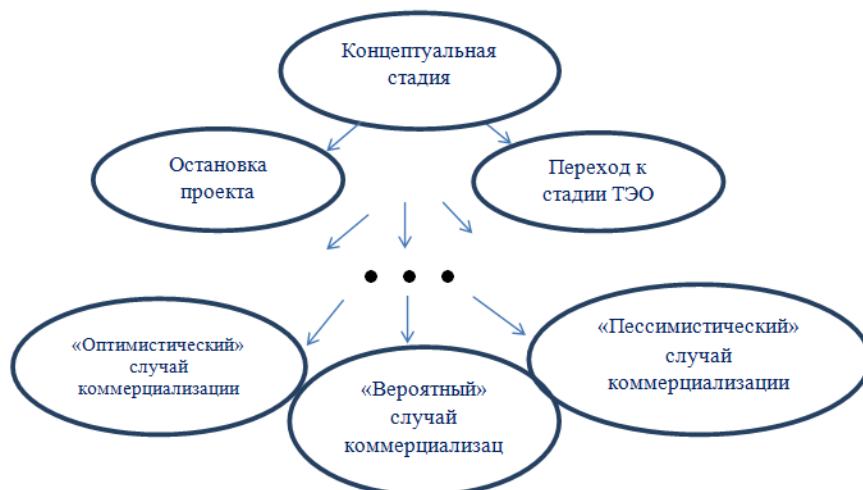 Концептуальная
стадия
Остановка
проекта
Переход к
стадии ТЭО
«Оптимистический»
случай
коммерциализации
«Вероятный»
случай
коммерциализац
«Пессимистический»
случай
коммерциализации